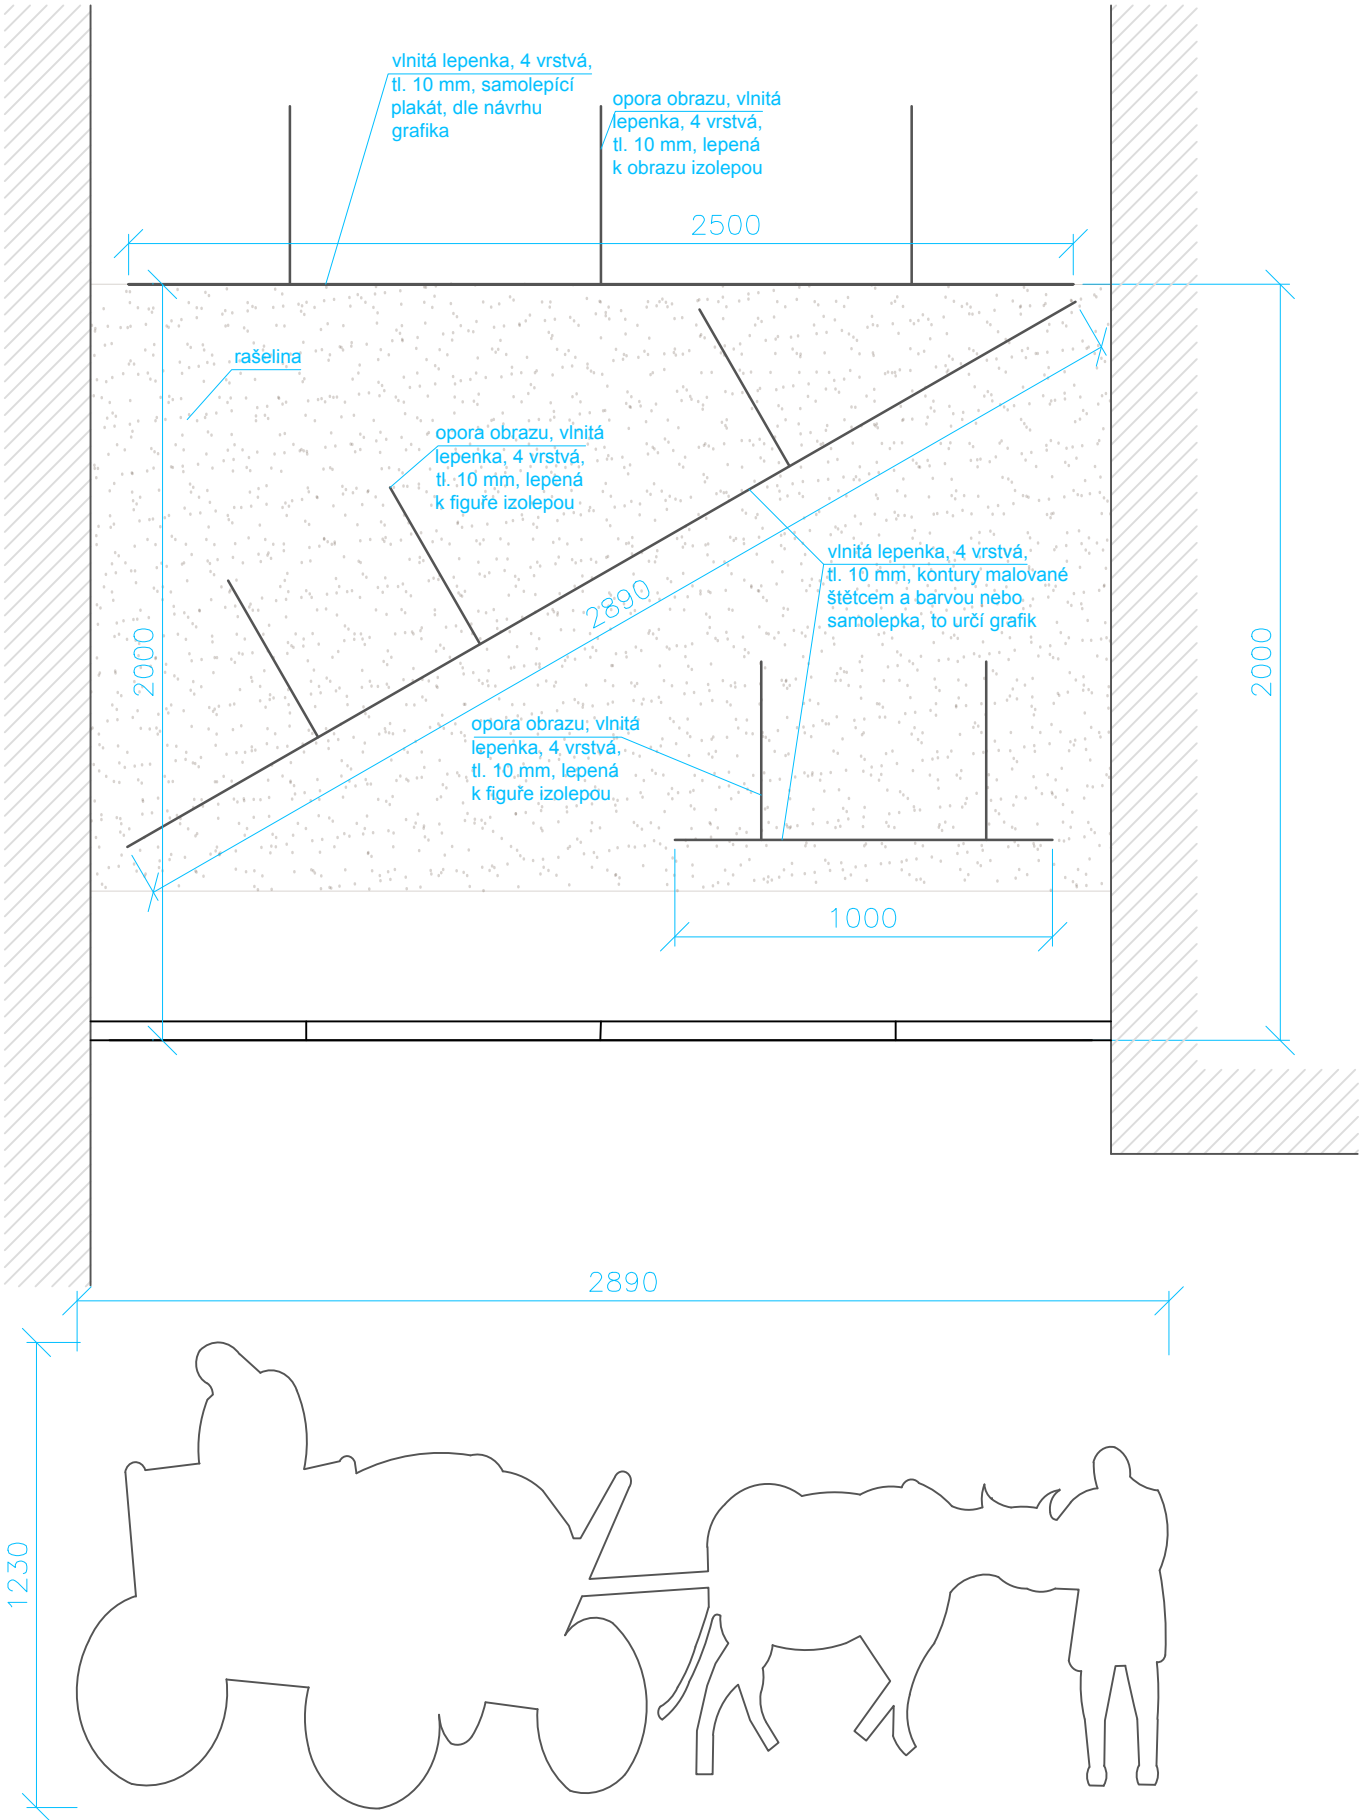 vlnitá lepenka, 4 vrstvá,
tl. 10 mm, samolepící
plakát, dle návrhu
grafika
opora obrazu, vlnitá
lepenka, 4 vrstvá,
tl. 10 mm, lepená
k obrazu izolepou
2500
rašelina
opora obrazu, vlnitá
lepenka, 4 vrstvá,
tl. 10 mm, lepená
k figuře izolepou
vlnitá lepenka, 4 vrstvá,
tl. 10 mm, kontury malované
štětcem a barvou nebo
samolepka, to určí grafik
2890
2000
2000
opora obrazu, vlnitá
lepenka, 4 vrstvá,
tl. 10 mm, lepená
k figuře izolepou
1000
2890
1230